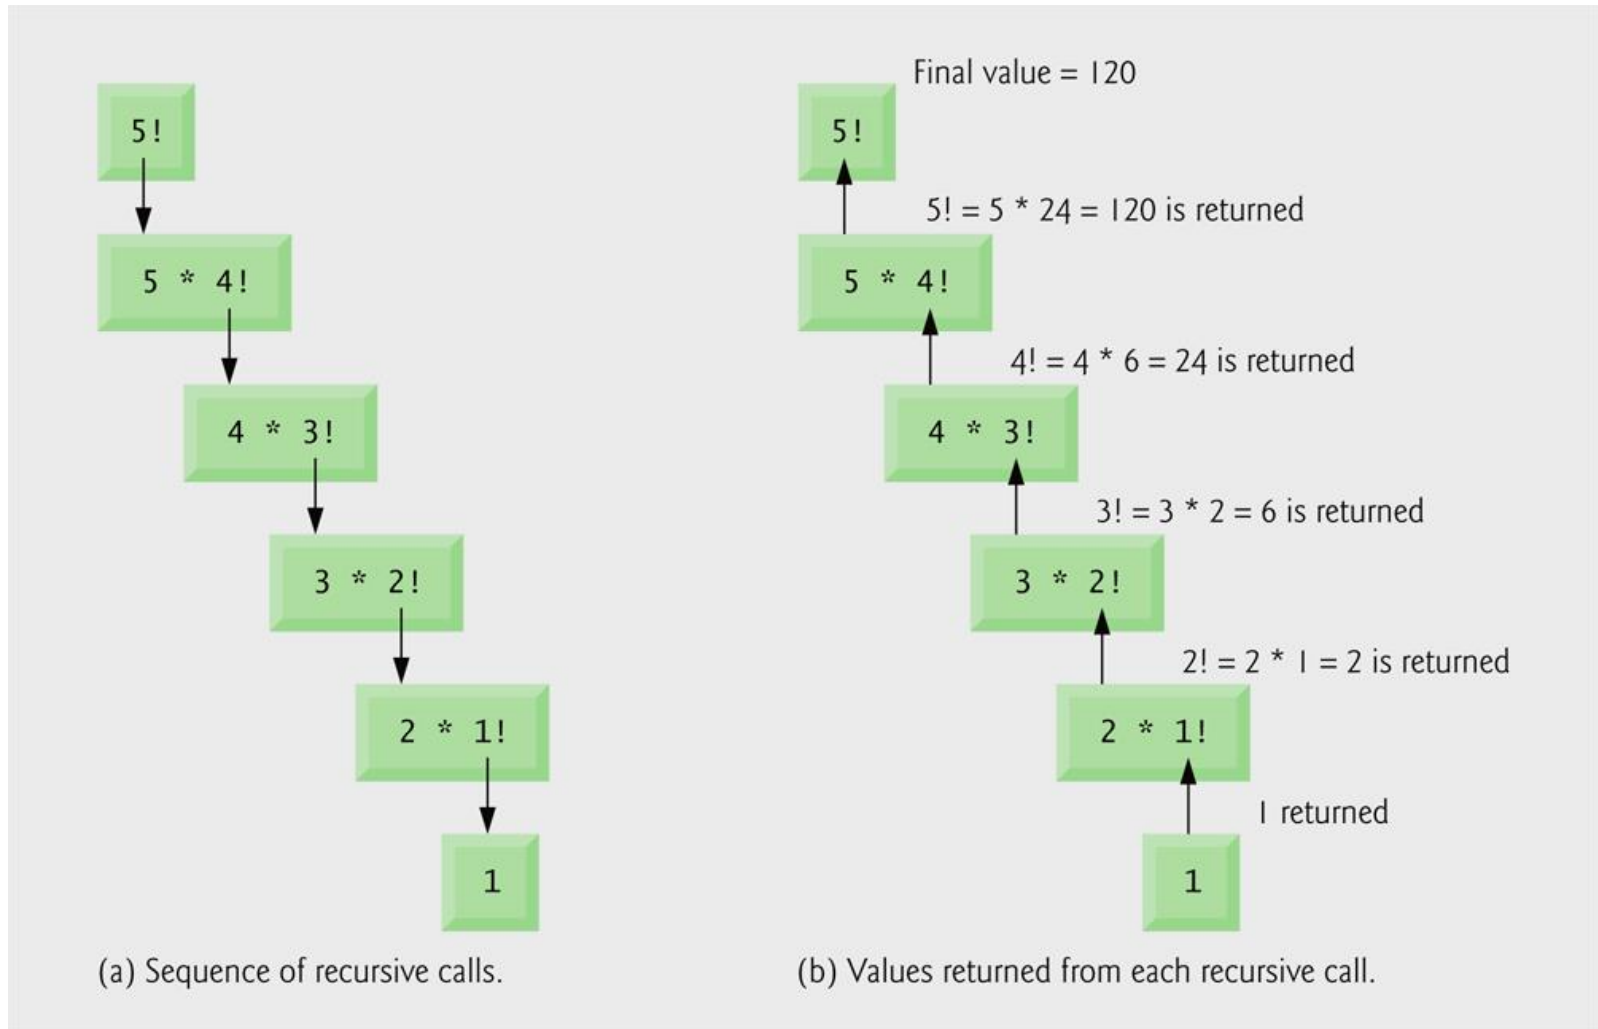 5!
5 * 4!
4 * 3!
3 * 2!
2 * 1!
1
(a) Sequence of recursive calls.
Final value = 120
5!
5! = 5 * 24 = 120 is returned
5 * 4!
4! = 4 * 6 = 24 is returned
4 * 3!
3! = 3 * 2 = 6 is returned
3 * 2!
2! = 2 * 1 = 2 is returned
2 * 1!
1 returned
1
(b) Values returned from each recursive call.